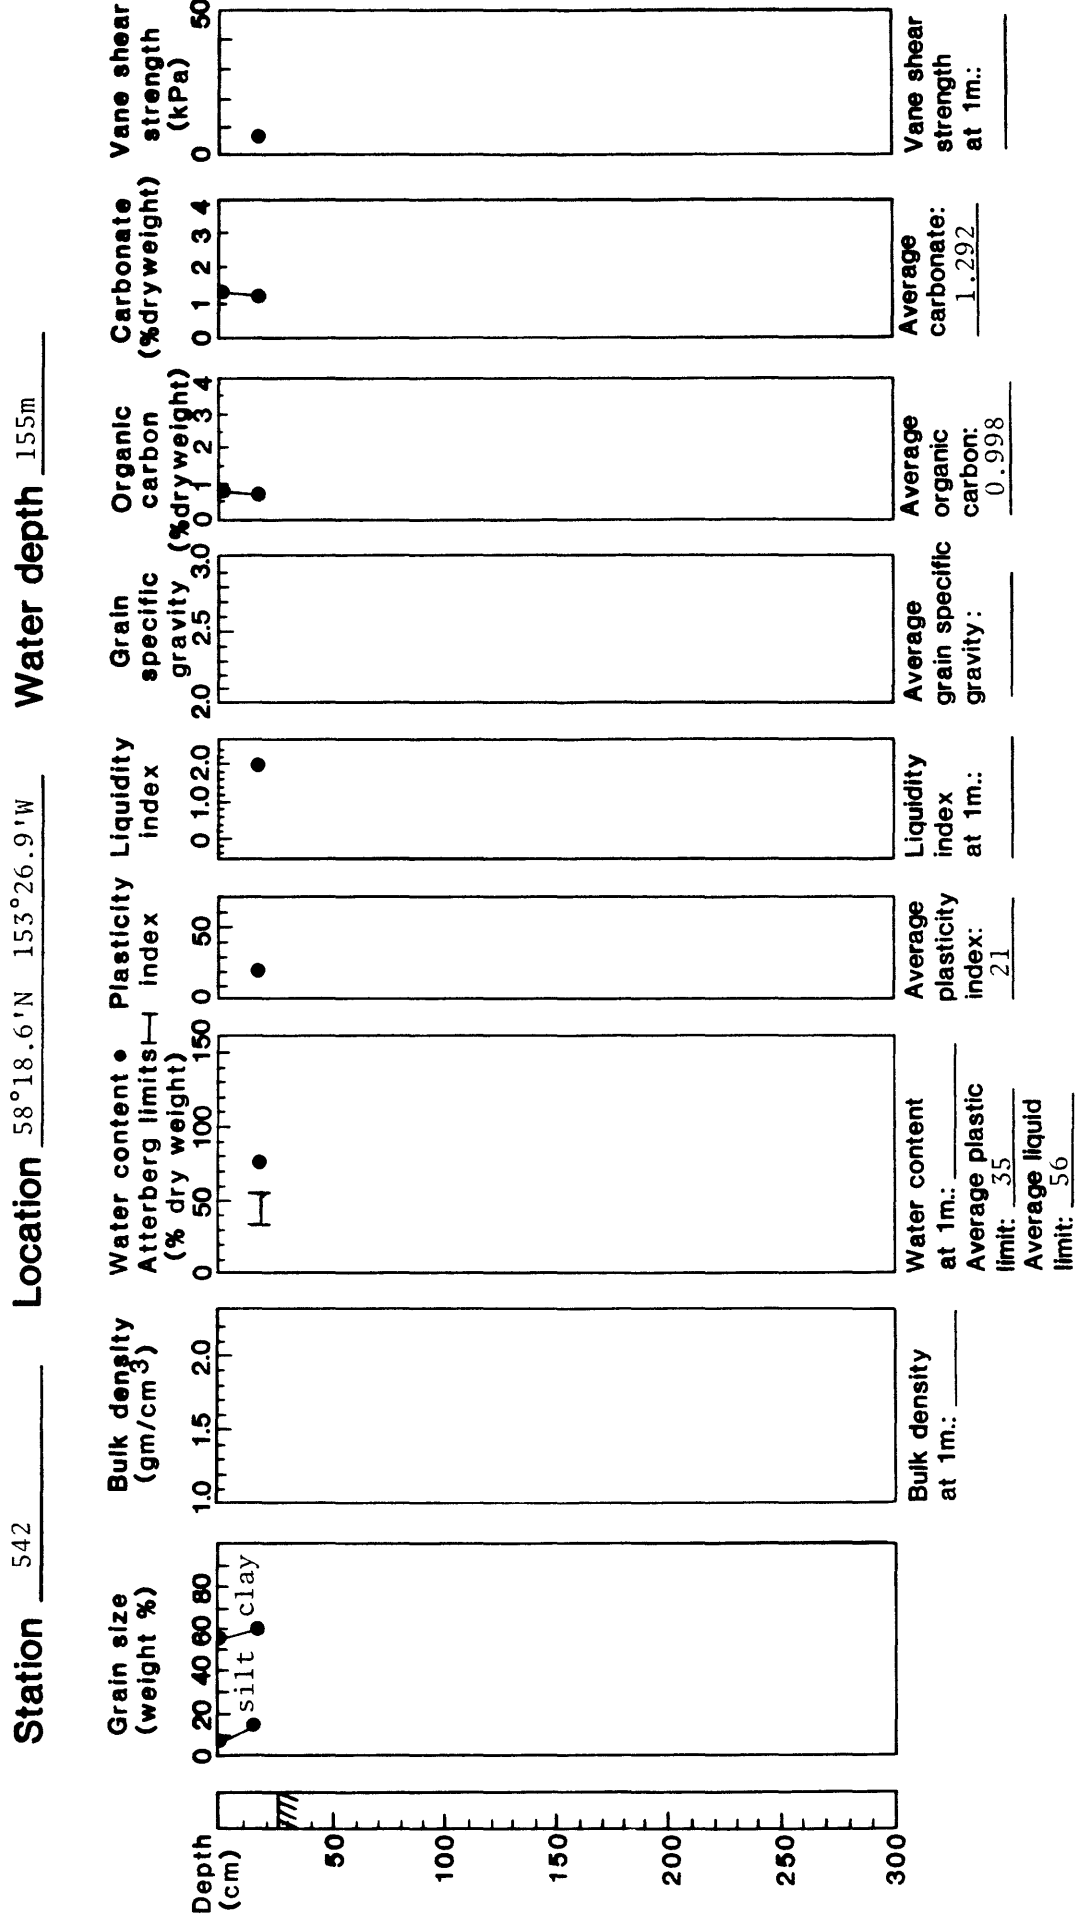 Station 542 Location 58°18.6'N 153°26.9'W Water depth 155m
Depth
(cm)
50
100
150
200
250
300
Grain size
(weight %)
0 20 40 60 80
silt clay
Bulk density
(gm/cm³)
1.0 1.5 2.0
Bulk density
at 1m.:
Water content •
Atterberg limits
(% dry weight)
0 50 100 150
Water content
at 1m.:
Average plastic
limit: 35
Average liquid
limit: 56
Plasticity
index
0 50
Average
plasticity
index:
21
Liquidity
index
0 1.0 2.0
Liquidity
index
at 1m.:
Grain
specific
gravity
2.0 2.5 3.0
Average
grain specific
gravity:
Organic
carbon
(%dryweight)
0 1 2 3 4
Average
organic
carbon:
0.998
Carbonate
(%dryweight)
0 1 2 3 4
Average
carbonate:
1.292
Vane shear
strength
(kPa)
0 50
Vane shear
strength
at 1m.: